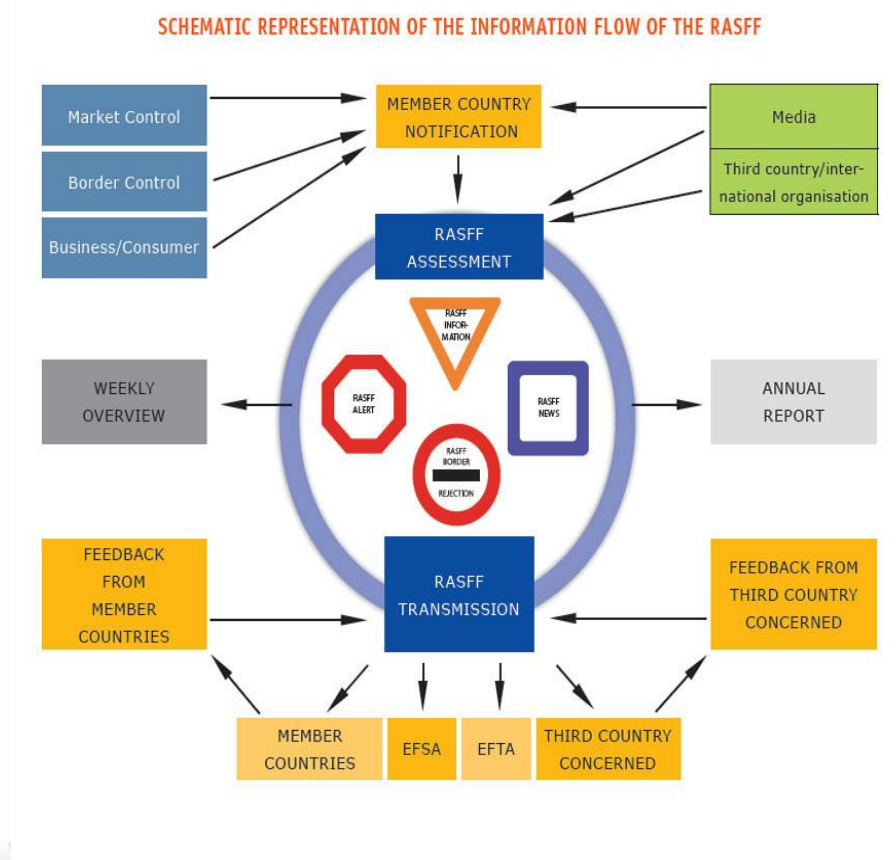 SCHEMATIC REPRESENTATION OF THE INFORMATION FLOW OF THE RASFF
Market Control
MEMBER COUNTRY
NOTIFICATION
Media
Border Control
Third country/inter-
national organisation
Business/Consumer
RASFF
ASSESSMENT
RASFF
INFOR-
MATION
WEEKLY
OVERVIEW
RASFF
ALERT
RASFF
NEWS
ANNUAL
REPORT
RASFF
BORDER
REJECTION
FEEDBACK
FROM
MEMBER
COUNTRIES
RASFF
TRANSMISSION
FEEDBACK FROM
THIRD COUNTRY
CONCERNED
MEMBER
COUNTRIES
EFSA
EFTA
THIRD COUNTRY
CONCERNED